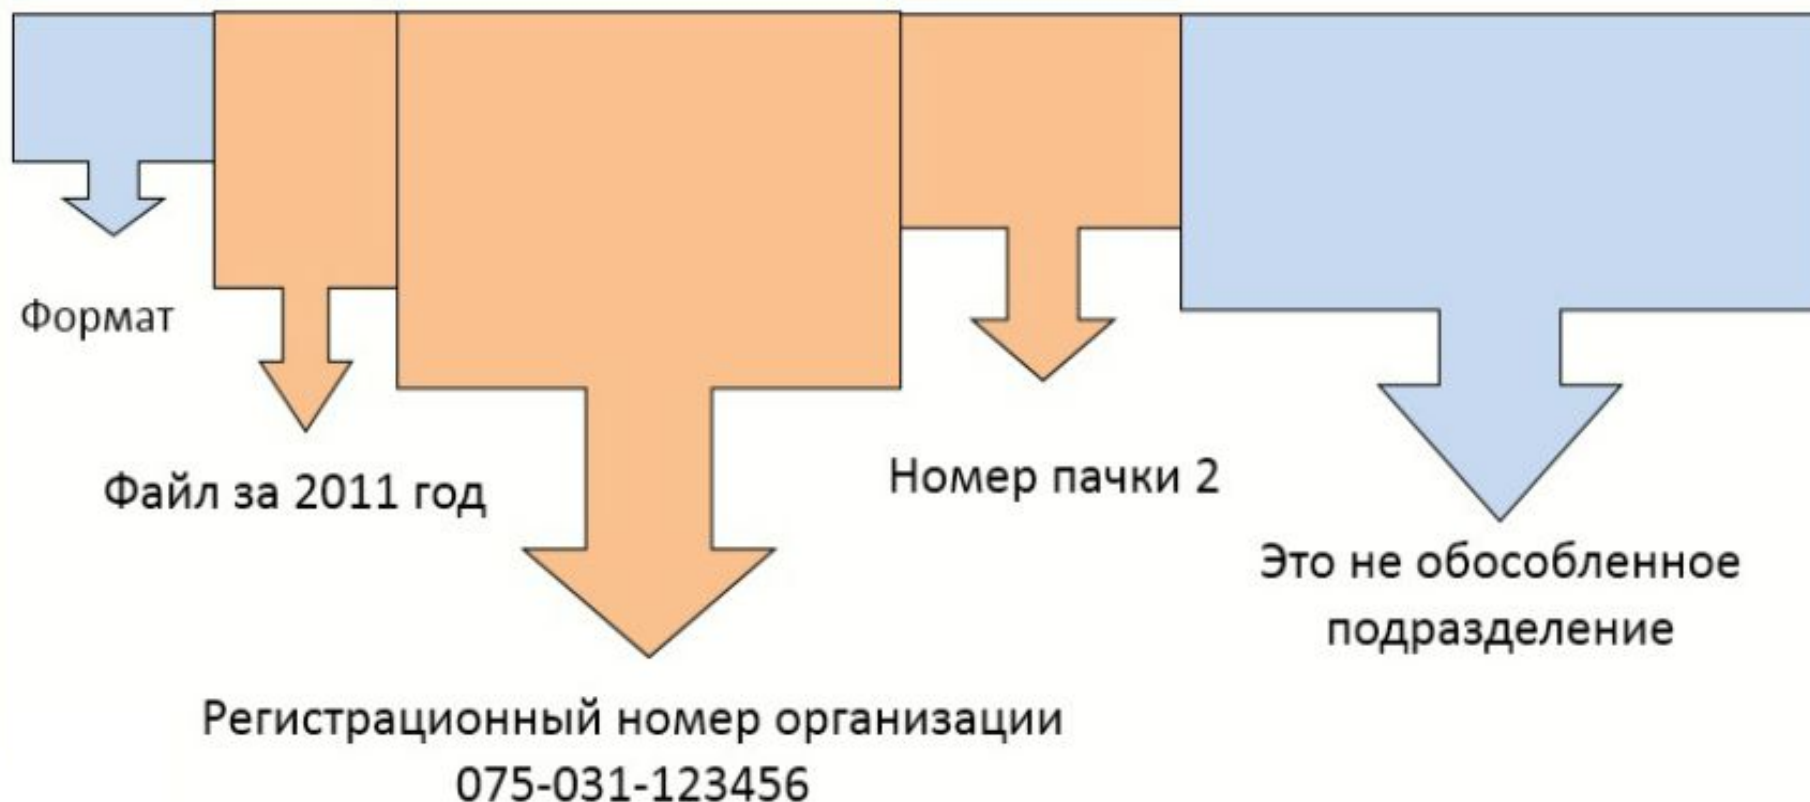 Формат
Файл за 2011 год
Номер пачки 2
Это не обособленное
подразделение
Регистрационный номер организации
075-031-123456